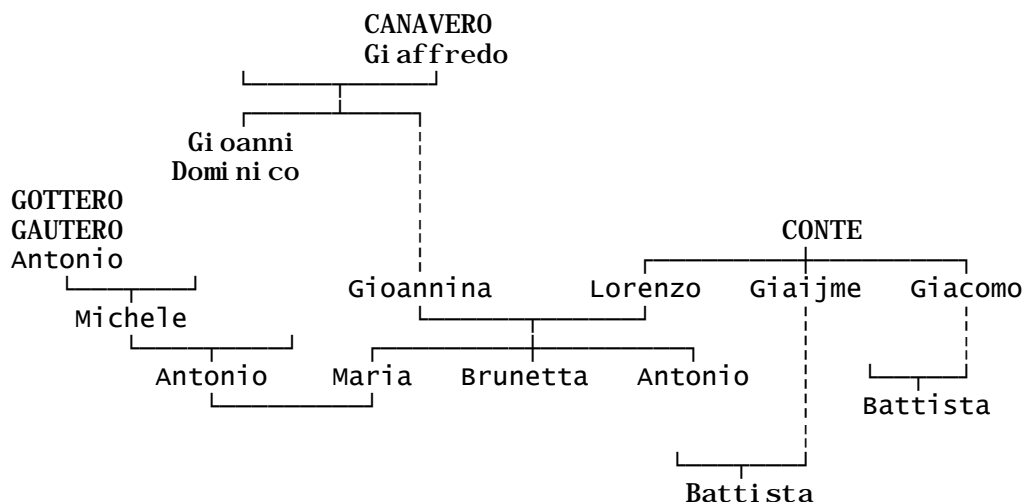 CANAVERO
Giaffredo
Gioanni
Dominico
GOTTERO
GAUTERO
Antonio
CONTE
Gioannina Lorenzo Giaijme Giacomo
Michele
Antonio Maria Brunetta Antonio
Battista
Battista